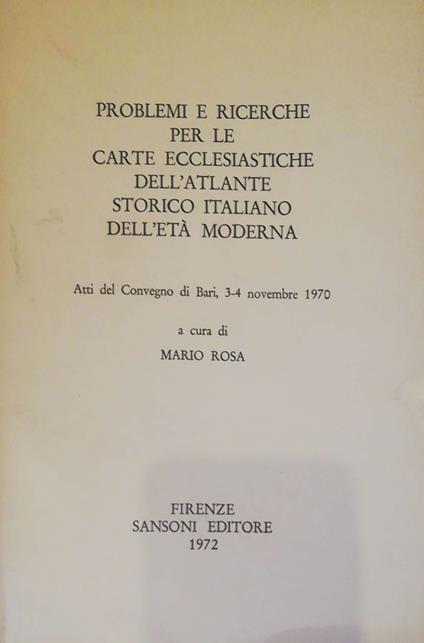 PROBLEMI E RICERCHE
PER LE
CARTE ECCLESIASTICHE
DELL'ATLANTE
STORICO ITALIANO
DELL'ETÀ MODERNA
Atti del Convegno di Bari, 3-4 novembre 1970
a cura di
MARIO ROSA
FIRENZE
SANSONI EDITORE
1972